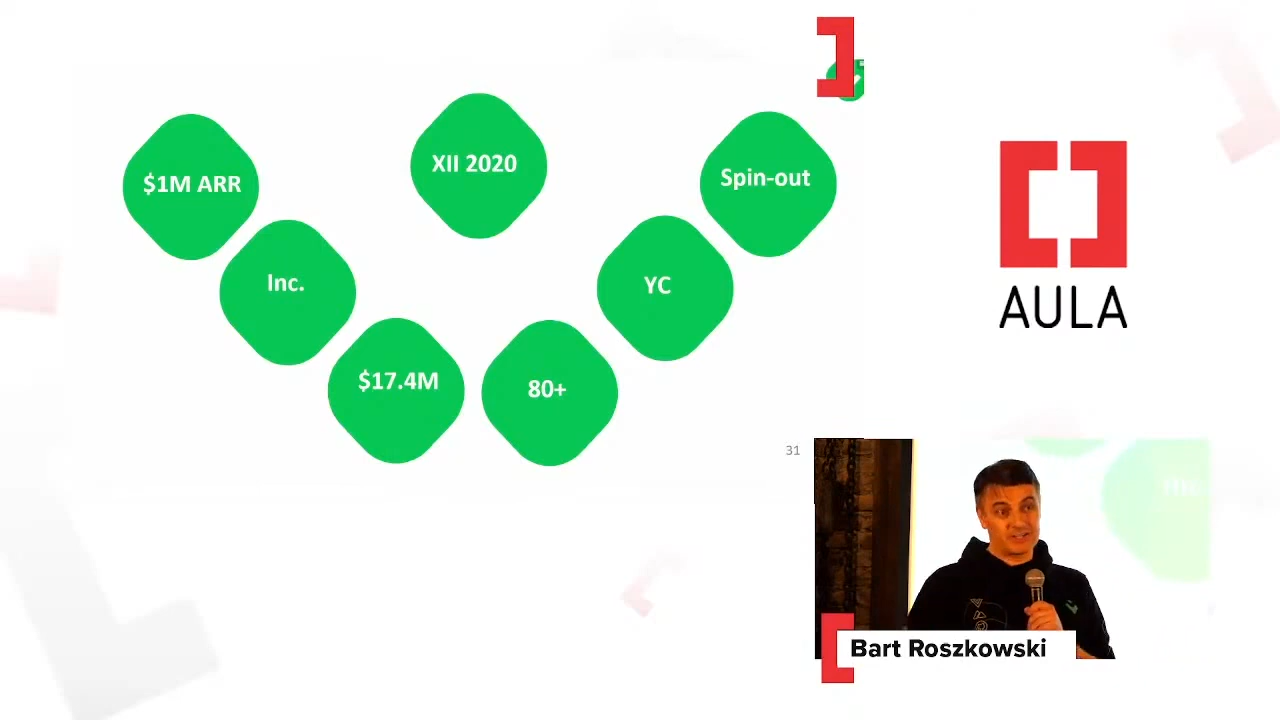 $1M ARR
XII 2020
Spin-out
Inc.
YC
$17.4M
80+
AULA
31
Bart Roszkowski